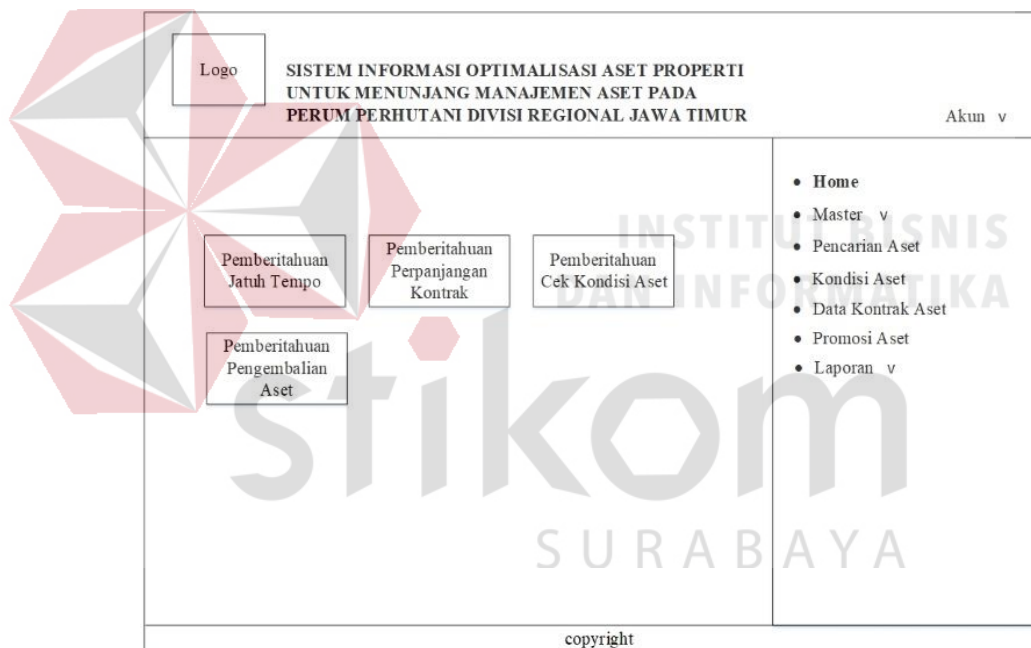 Logo
SISTEM INFORMASI OPTIMALISASI ASET PROPERTI
UNTUK MENUNJANG MANAJEMEN ASET PADA
PERUM PERHUTANI DIVISI REGIONAL JAWA TIMUR
Akun v
Pemberitahuan
Jatuh Tempo
Pemberitahuan
Perpanjangan
Kontrak
Pemberitahuan
Cek Kondisi Aset
Pemberitahuan
Pengembalian
Aset
• Home
• Master v
• Pencarian Aset
• Kondisi Aset
• Data Kontrak Aset
• Promosi Aset
• Laporan v
INSTITUT BISNIS
DAN INFORMATIKA
stikom
SURABAYA
copyright